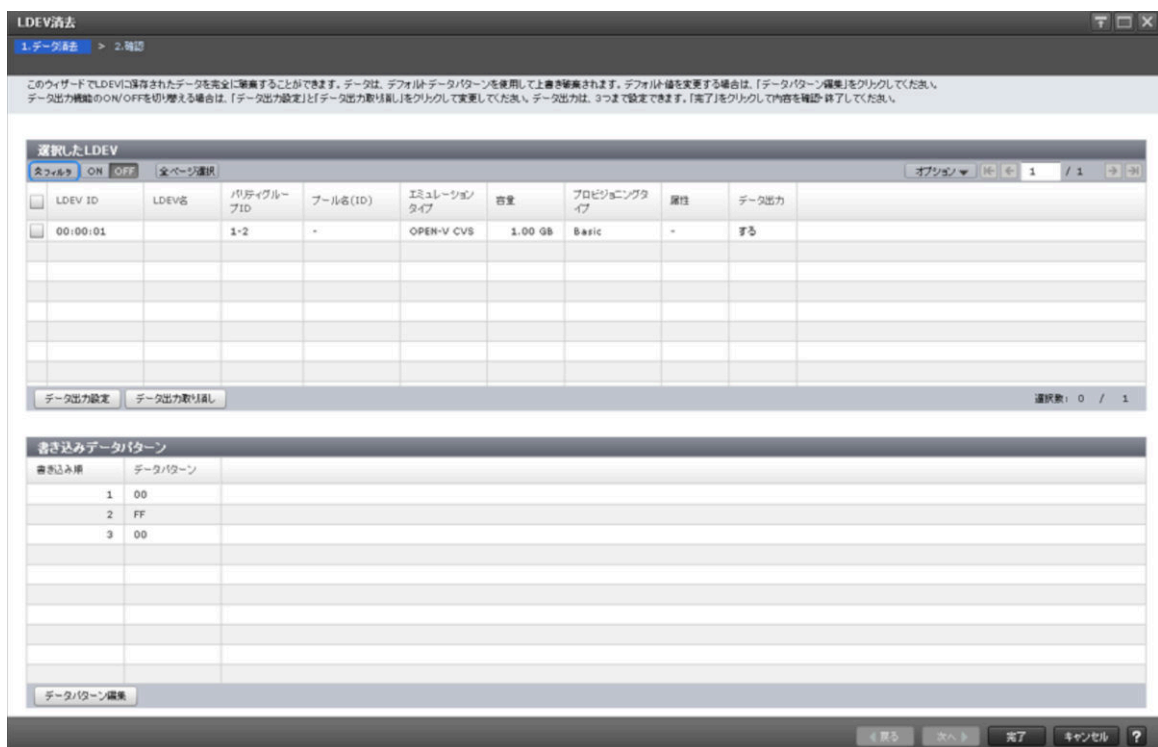 LDEV消去
1.データ消去 > 2.確認
このウィザードでLDEVに保存されたデータを完全に破棄することができます。データは、デフォルトデータパターンを使用して上書き破棄されます。デフォルト値を変更する場合は、「データパターン編集」をクリックしてください。
データ出力機能のON/OFFを切り替える場合は、「データ出力設定」と「データ出力取り消し」をクリックして変更してください。データ出力は、3つまで設定できます。「完了」をクリックして内容を確認・終了してください。
選択したLDEV
フィルタ ON OFF 全ページ選択 オプション 1 / 1
LDEV ID LDEV名 パリティグループID プール名(ID) エミュレーションタイプ 容量 プロビジョニングタイプ 属性 データ出力
00:00:01 1-2 - OPEN-V CVS 1.00 GB Basic - する
データ出力設定 データ出力取り消し 選択数: 0 / 1
書き込みデータパターン
書き込み順 データパターン
1 00
2 FF
3 00
データパターン編集
戻る 次へ 完了 キャンセル ?